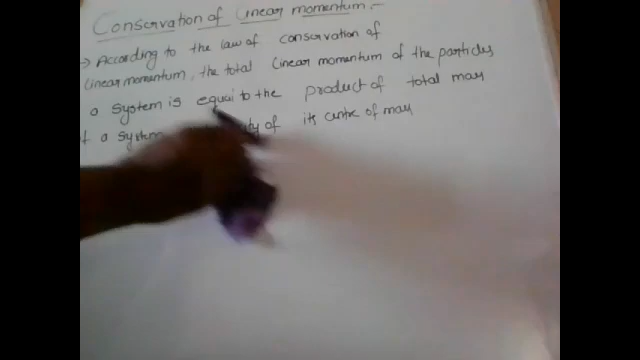 Conservation of Linear momentum :-
→ According to the law of conservation of
Linear momentum, the total Linear momentum of the particles
a system is equal to the product of total mass
f a system of its centre of mass